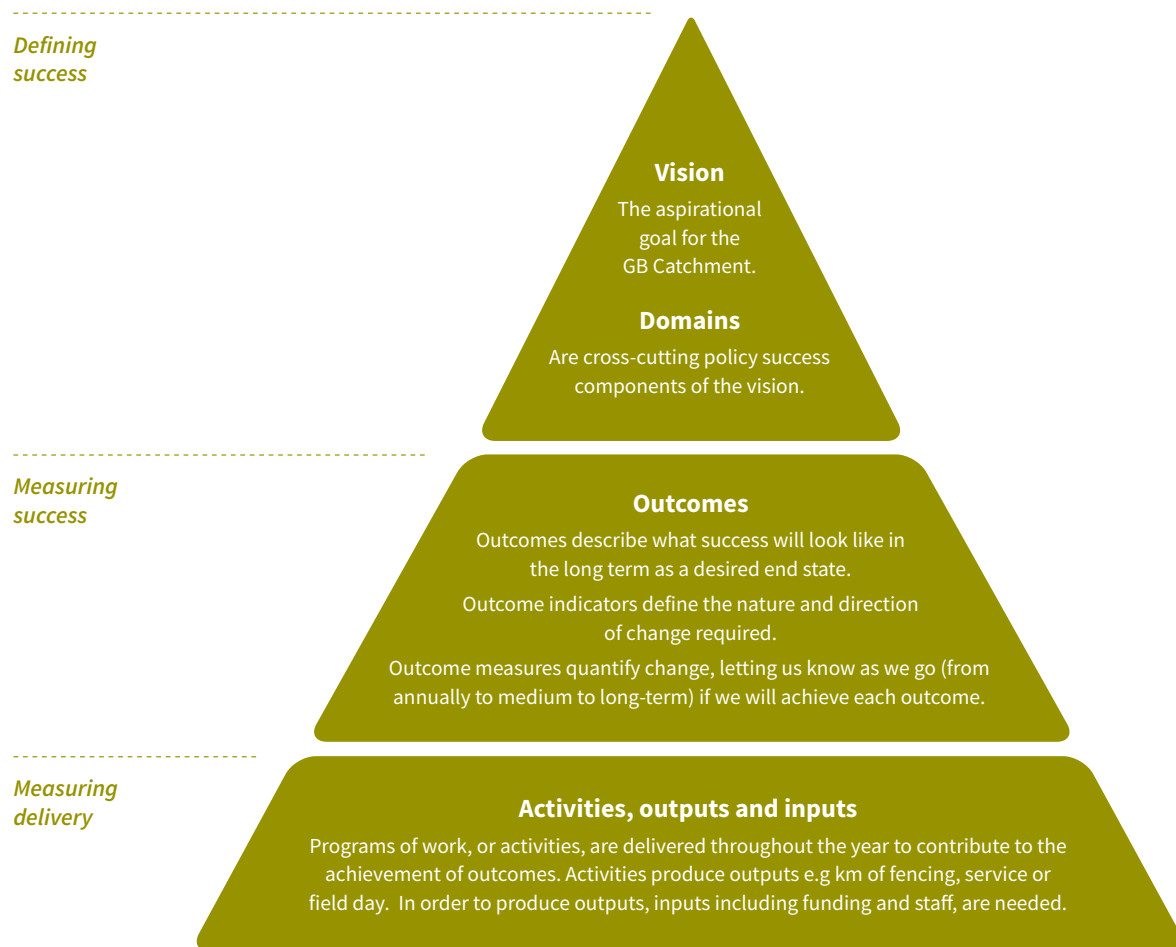 Defining
success
Vision
The aspirational
goal for the
GB Catchment.
Domains
Are cross-cutting policy success
components of the vision.
Measuring
success
Outcomes
Outcomes describe what success will look like in
the long term as a desired end state.
Outcome indicators define the nature and direction
of change required.
Outcome measures quantify change, letting us know as we go (from
annually to medium to long-term) if we will achieve each outcome.
Measuring
delivery
Activities, outputs and inputs
Programs of work, or activities, are delivered throughout the year to contribute to the
achievement of outcomes. Activities produce outputs e.g km of fencing, service or
field day.  In order to produce outputs, inputs including funding and staff, are needed.